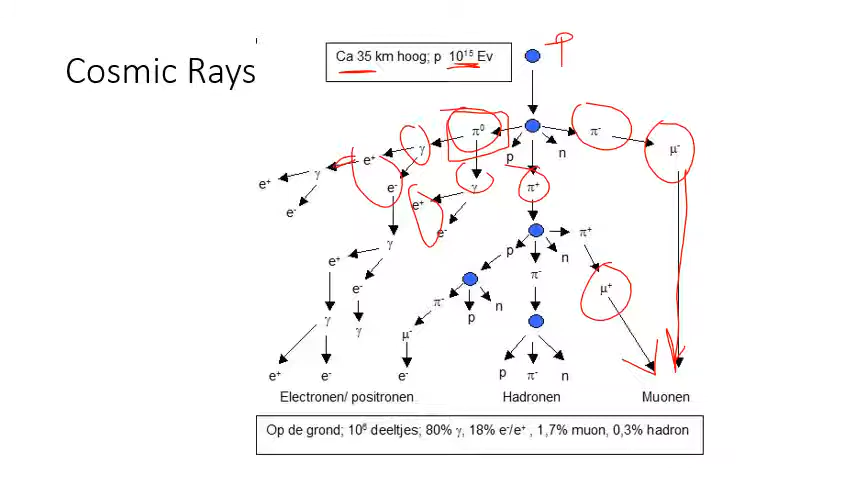 Cosmic Rays
Ca 35 km hoog; p 10¹⁵ Ev
p
π⁰
p
n
π⁻
μ⁻
γ
e⁺
γ
e⁺
e⁻
e⁻
γ
e⁺
e⁻
π⁺
γ
e⁺
e⁻
γ
p
π⁻
n
π⁺
μ⁺
π⁻
p
n
μ⁻
γ
e⁺
e⁻
e⁻
p
π⁻
n
Electronen/ positronen
Hadronen
Muonen
Op de grond; 10⁶ deeltjes; 80% γ, 18% e⁻/e⁺ , 1,7% muon, 0,3% hadron